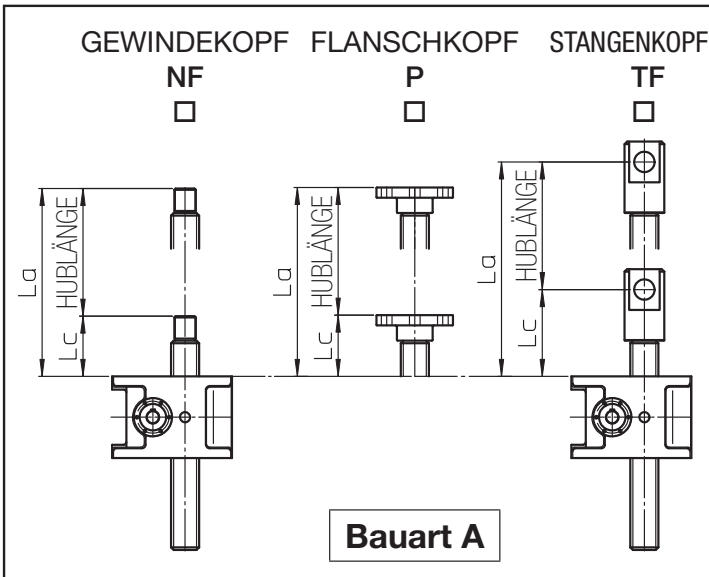 GEWINDEKOPF FLANSCHKOPF STANGENKOPF
NF P TF
La HUBLÄNGE Lc
La HUBLÄNGE Lc
La HUBLÄNGE Lc
Bauart A